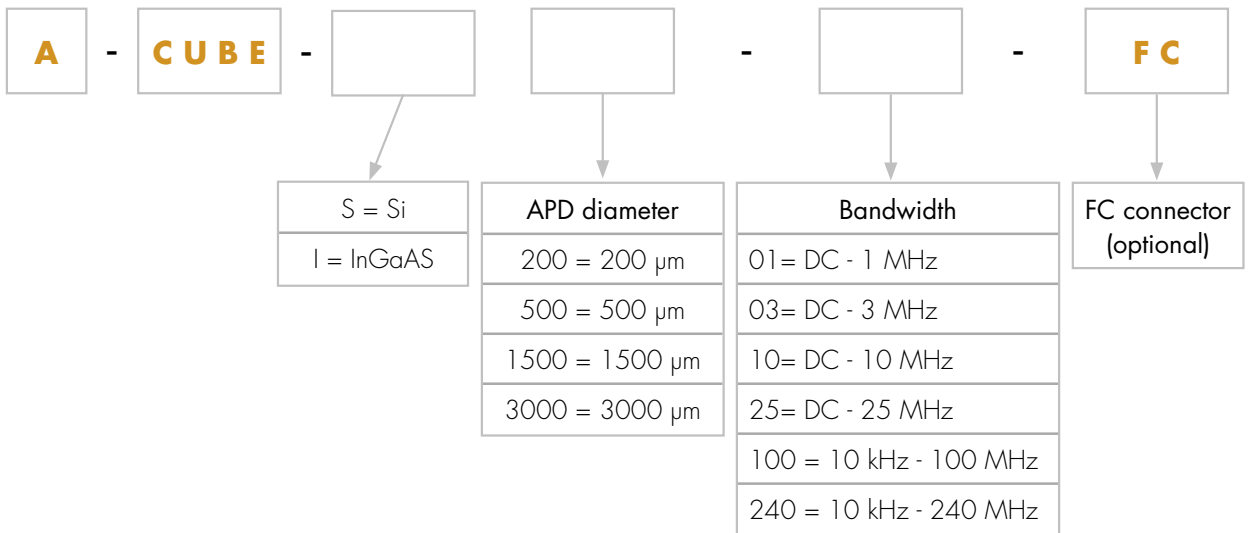 A - CUBE - - - FC
S = Si
I = InGaAS
APD diameter
200 = 200 µm
500 = 500 µm
1500 = 1500 µm
3000 = 3000 µm
Bandwidth
01= DC - 1 MHz
03= DC - 3 MHz
10= DC - 10 MHz
25= DC - 25 MHz
100 = 10 kHz - 100 MHz
240 = 10 kHz - 240 MHz
FC connector
(optional)